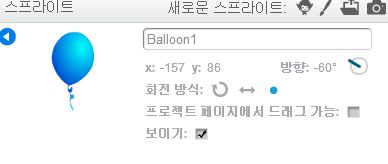 스프라이트 새로운 스프라이트:
Balloon1
x: -157 y: 86 방향: -60°
회전 방식:
프로젝트 페이지에서 드래그 가능:
보이기: